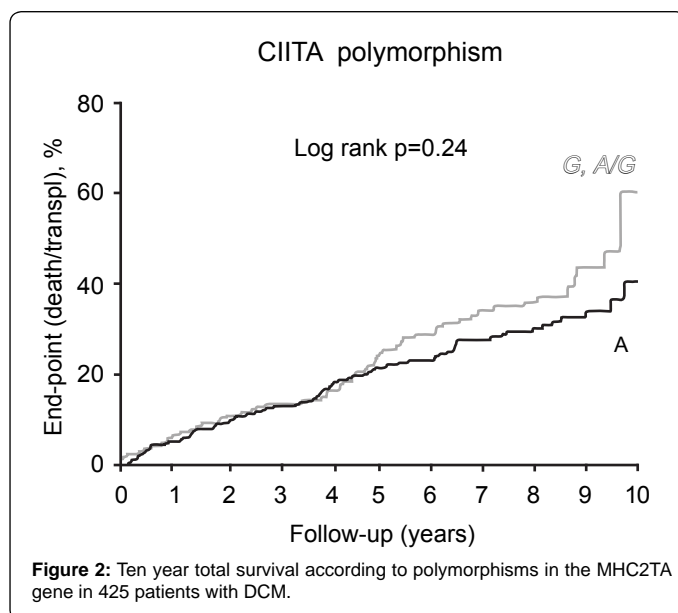 CIITA polymorphism
80
60
40
20
0
End-point (death/transpl), %
Log rank p=0.24
G, A/G
A
0 1 2 3 4 5 6 7 8 9 10
Follow-up (years)
Figure 2: Ten year total survival according to polymorphisms in the MHC2TA
gene in 425 patients with DCM.